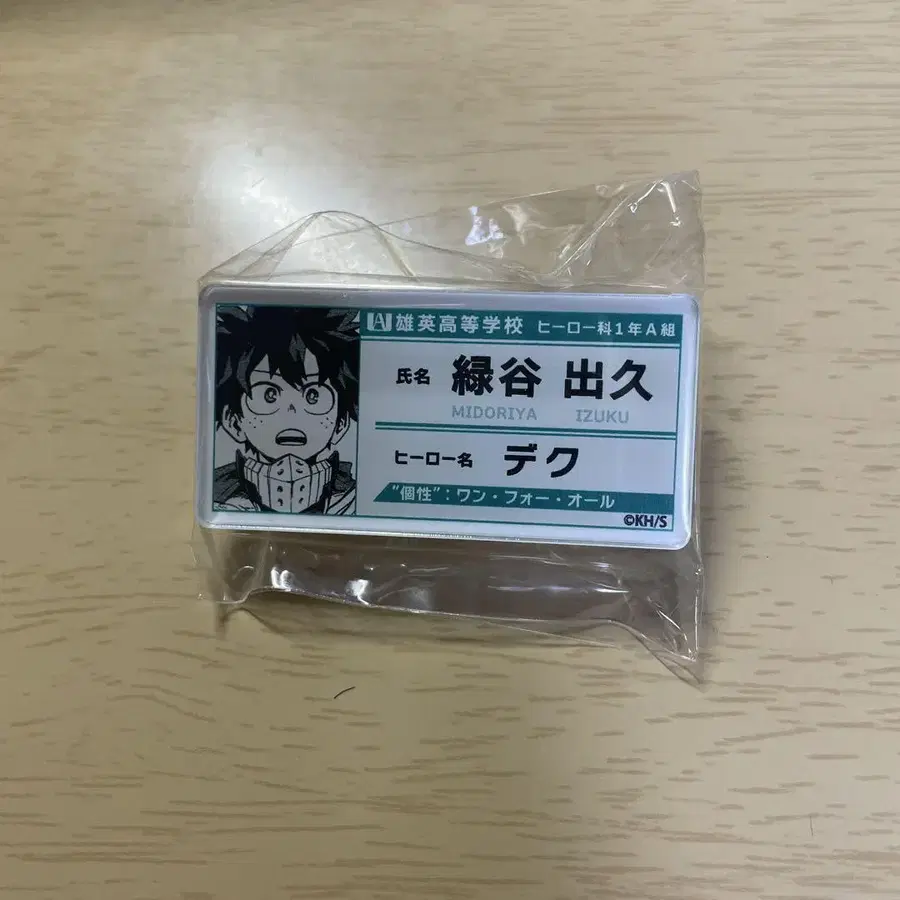 UA 雄英高等学校 ヒーロー科1年A組
氏名 緑谷 出久
MIDORIYA IZUKU
ヒーロー名 デク
“個性”：ワン・フォー・オール
©KH/S